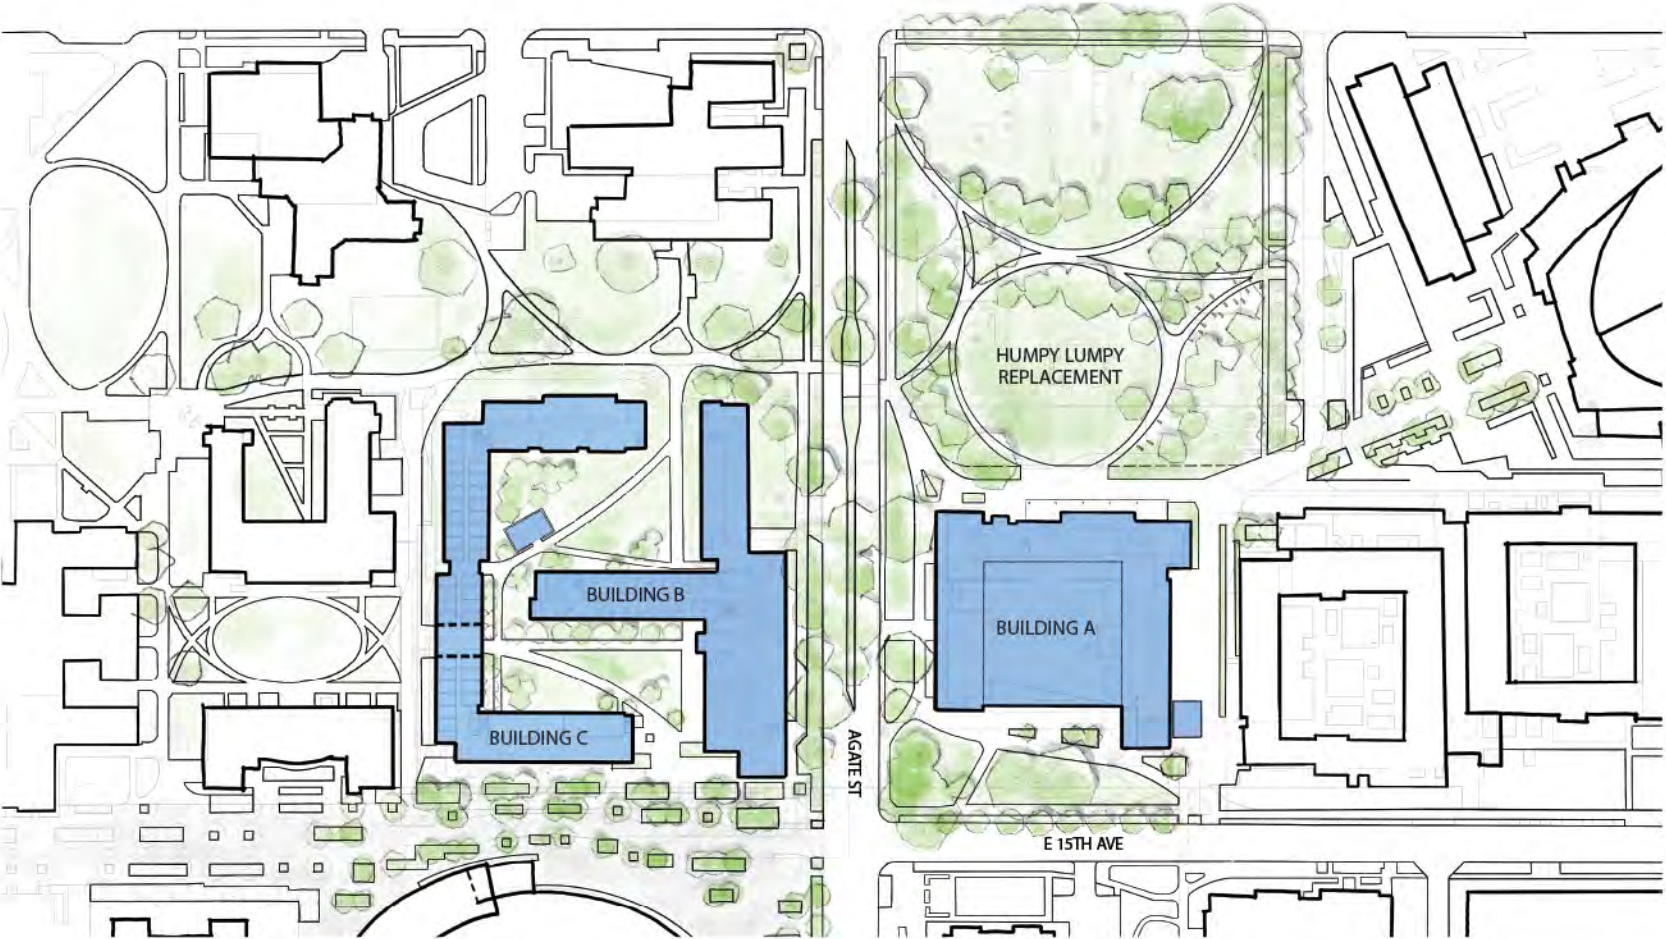 HUMPY LUMPY
REPLACEMENT
BUILDING B
BUILDING A
BUILDING C
AGATE ST
E 15TH AVE